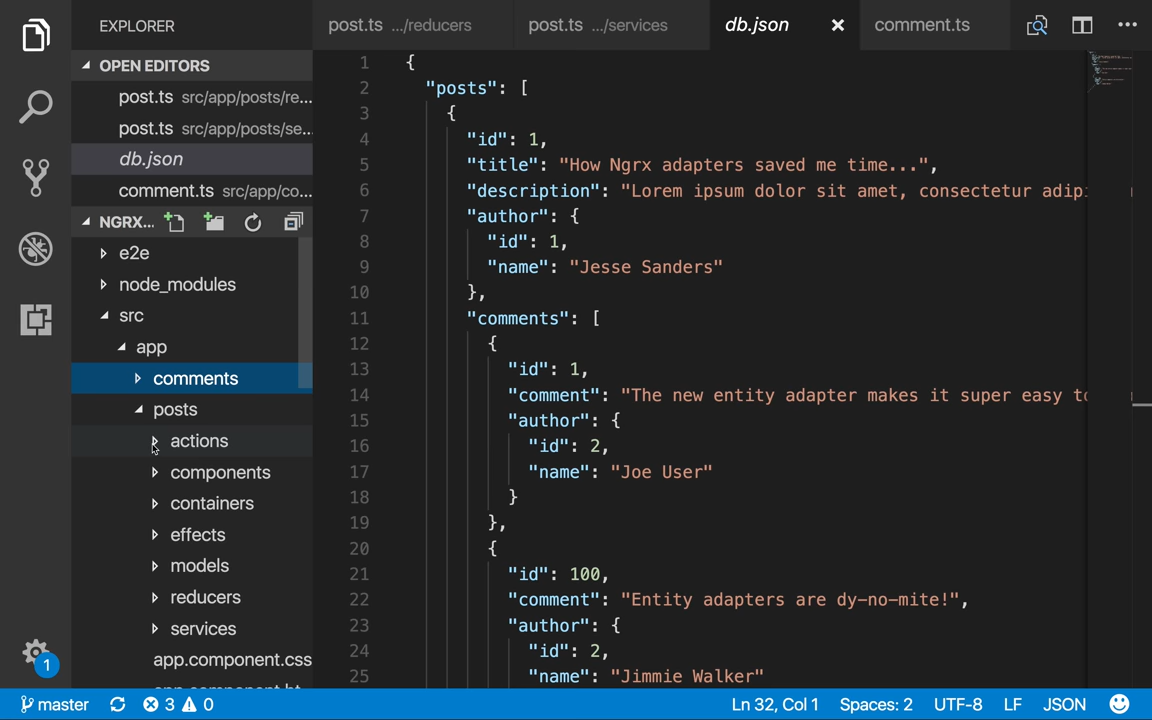 EXPLORER
OPEN EDITORS
post.ts src/app/posts/re...
post.ts src/app/posts/se...
db.json
comment.ts src/app/co...
NGRX...
e2e
node_modules
src
app
comments
posts
actions
components
containers
effects
models
reducers
services
app.component.css
1
post.ts .../reducers
post.ts .../services
db.json
comment.ts
1 {
2 "posts": [
3 {
4 "id": 1,
5 "title": "How Ngrx adapters saved me time...",
6 "description": "Lorem ipsum dolor sit amet, consectetur adip
7 "author": {
8 "id": 1,
9 "name": "Jesse Sanders"
10 },
11 "comments": [
12 {
13 "id": 1,
14 "comment": "The new entity adapter makes it super easy to
15 "author": {
16 "id": 2,
17 "name": "Joe User"
18 }
19 },
20 {
21 "id": 100,
22 "comment": "Entity adapters are dy-no-mite!",
23 "author": {
24 "id": 2,
25 "name": "Jimmie Walker"
master 3 0 Ln 32, Col 1 Spaces: 2 UTF-8 LF JSON